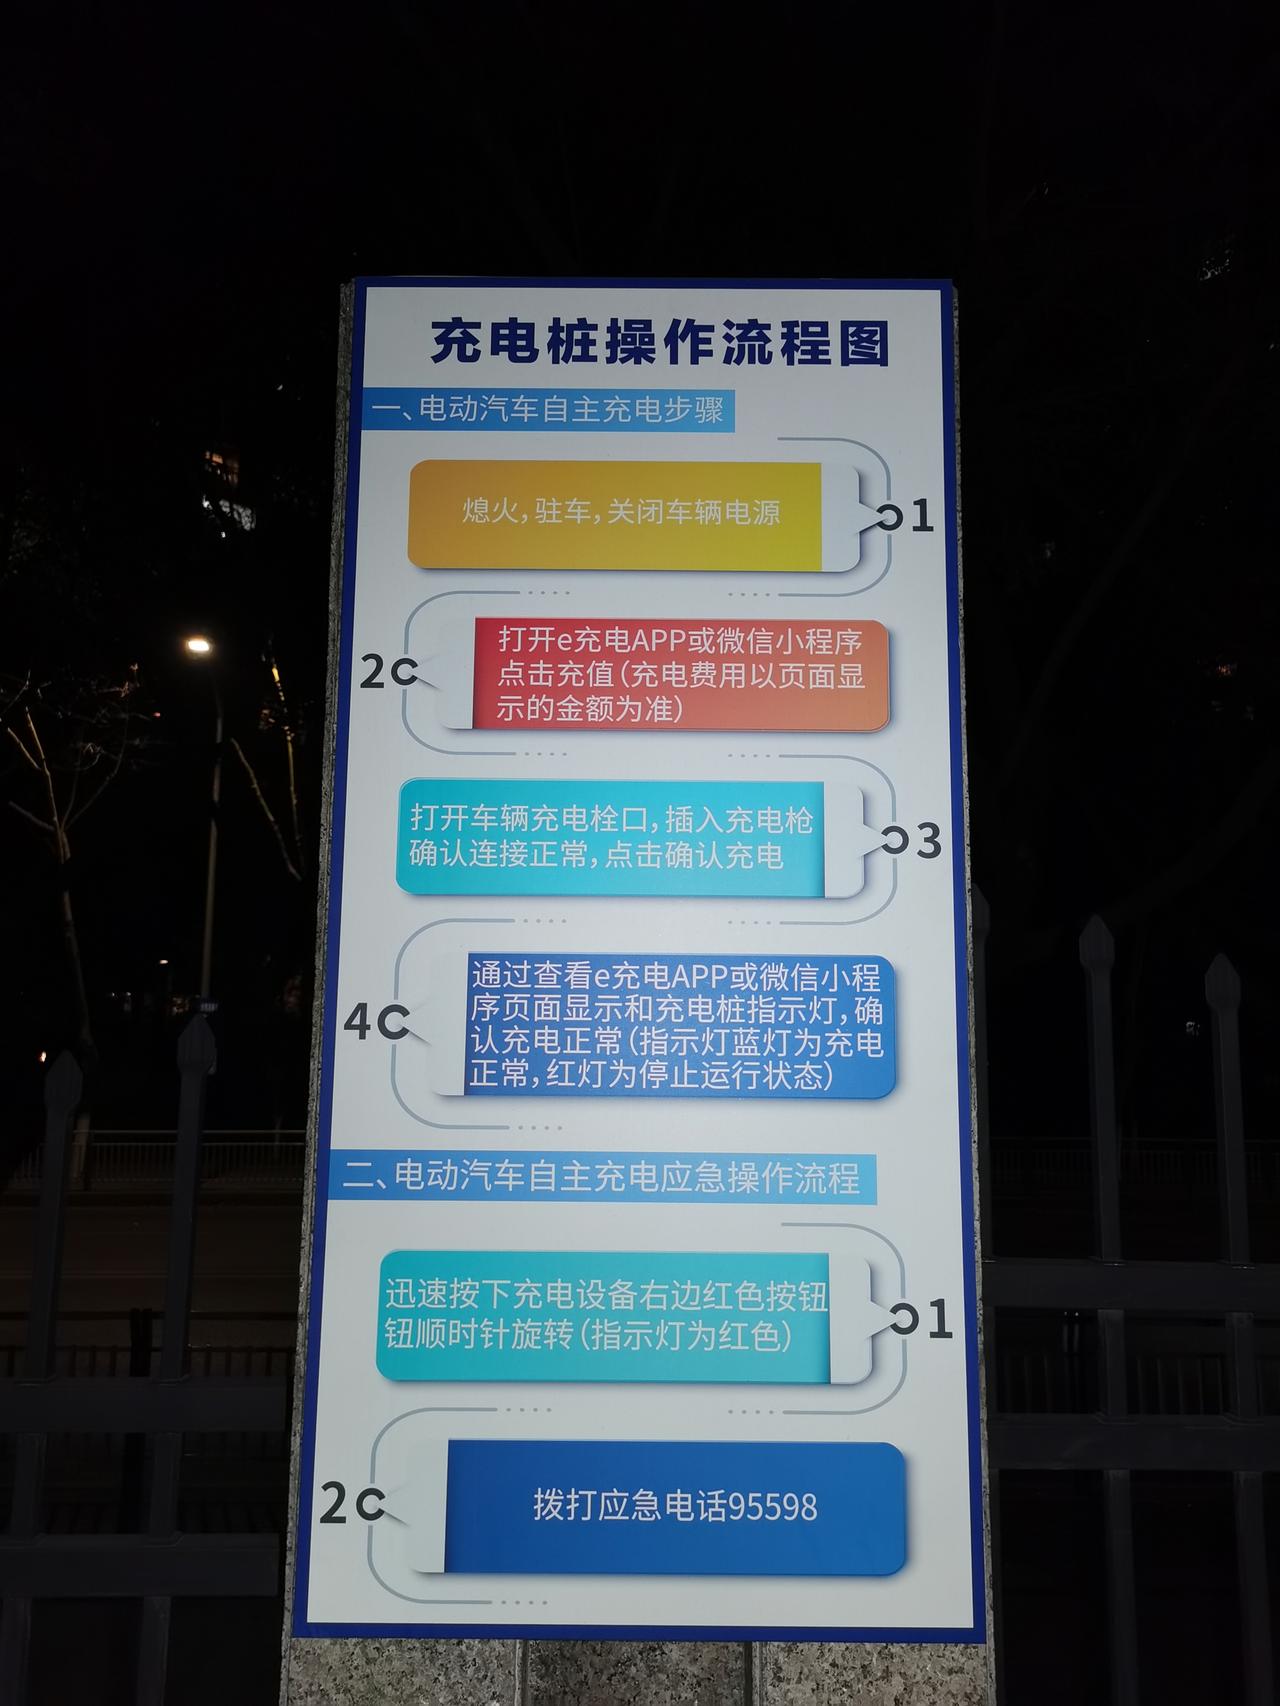 充电桩操作流程图
一、电动汽车自主充电步骤
熄火，驻车，关闭车辆电源
1
打开e充电APP或微信小程序
点击充值（充电费用以页面显
示的金额为准）
2
打开车辆充电栓口，插入充电枪
确认连接正常，点击确认充电
3
通过查看e充电APP或微信小程
序页面显示和充电桩指示灯，确
认充电正常（指示灯蓝灯为充电
正常，红灯为停止运行状态）
4
二、电动汽车自主充电应急操作流程
迅速按下充电设备右边红色按钮
钮顺时针旋转（指示灯为红色）
1
拨打应急电话95598
2